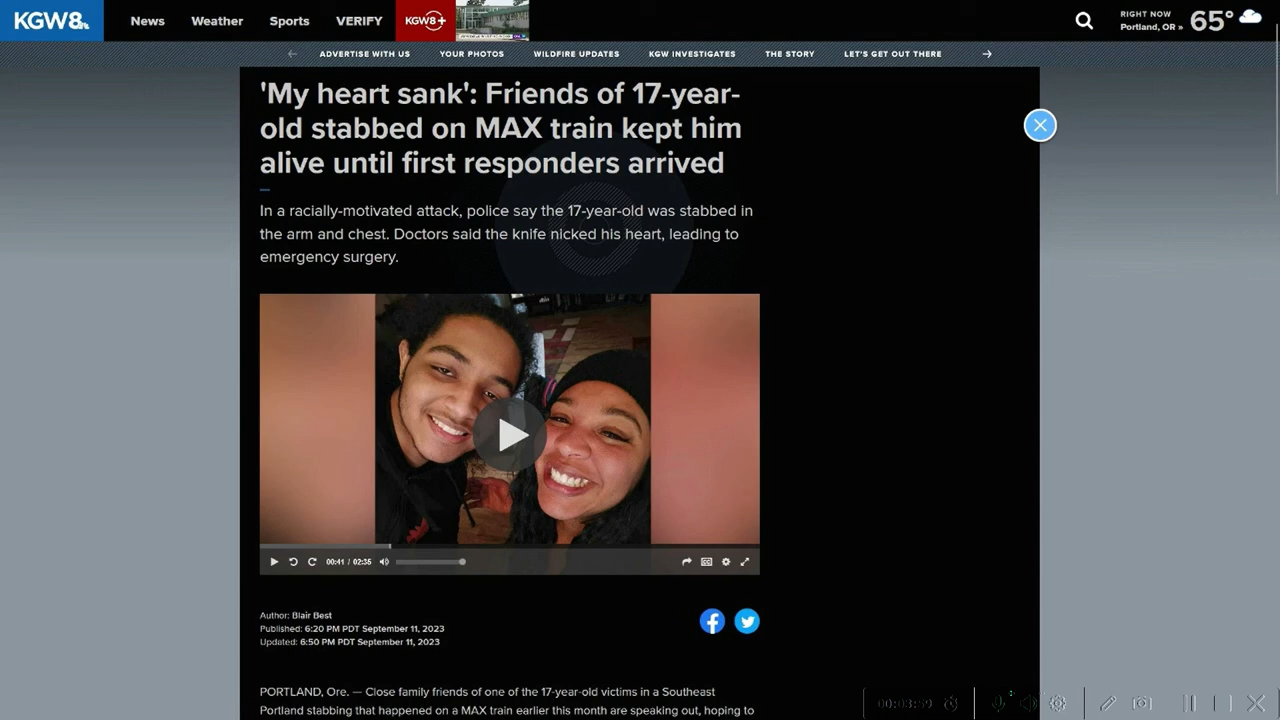 KGW8
News
Weather
Sports
VERIFY
KGW8+
RIGHT NOW
Portland, OR »
65°
ADVERTISE WITH US
YOUR PHOTOS
WILDFIRE UPDATES
KGW INVESTIGATES
THE STORY
LET'S GET OUT THERE
'My heart sank': Friends of 17-year-
old stabbed on MAX train kept him
alive until first responders arrived
In a racially-motivated attack, police say the 17-year-old was stabbed in
the arm and chest. Doctors said the knife nicked his heart, leading to
emergency surgery.
00:41 / 02:35
Author: Blair Best
Published: 6:20 PM PDT September 11, 2023
Updated: 6:50 PM PDT September 11, 2023
PORTLAND, Ore. — Close family friends of one of the 17-year-old victims in a Southeast
Portland stabbing that happened on a MAX train earlier this month are speaking out, hoping to
00:03:59